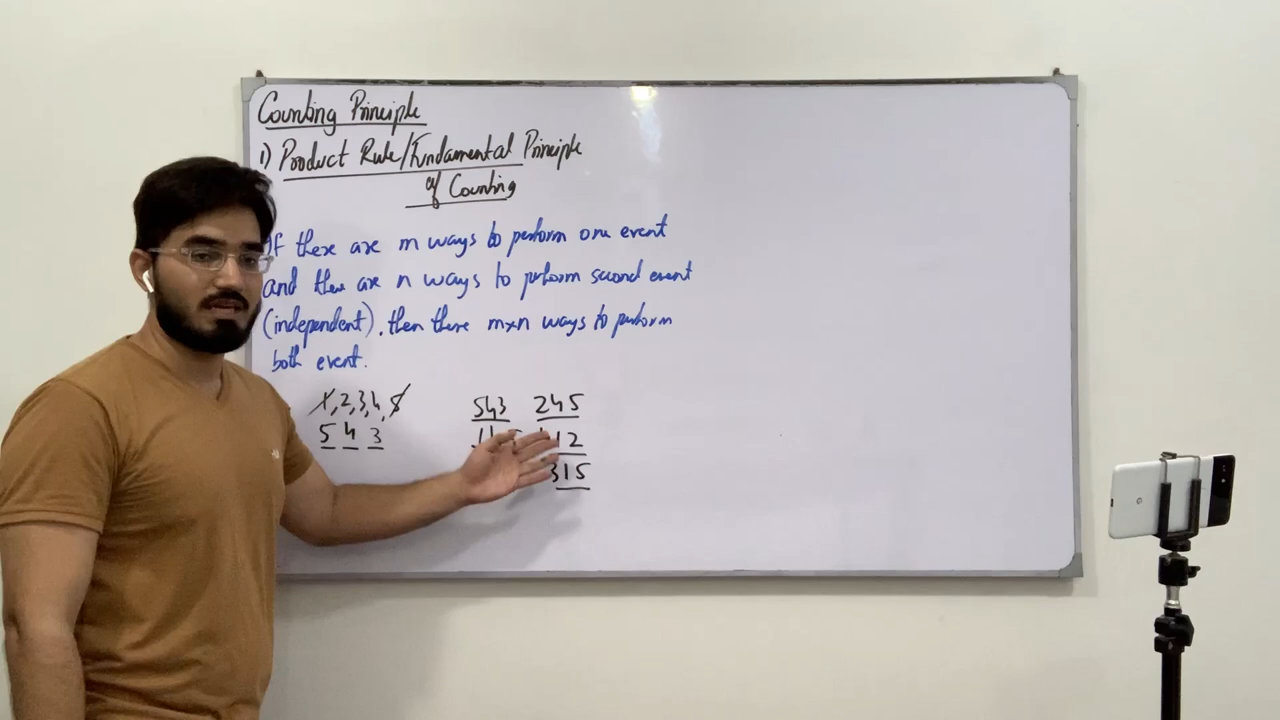 Counting Principle
1) Product Rule/Fundamental Principle
of Counting
If there are m ways to perform one event
and there are n ways to perform second event
(independent), then there m×n ways to perform
both event.
1,2,3,4,5
5 4 3
543 245
12
315